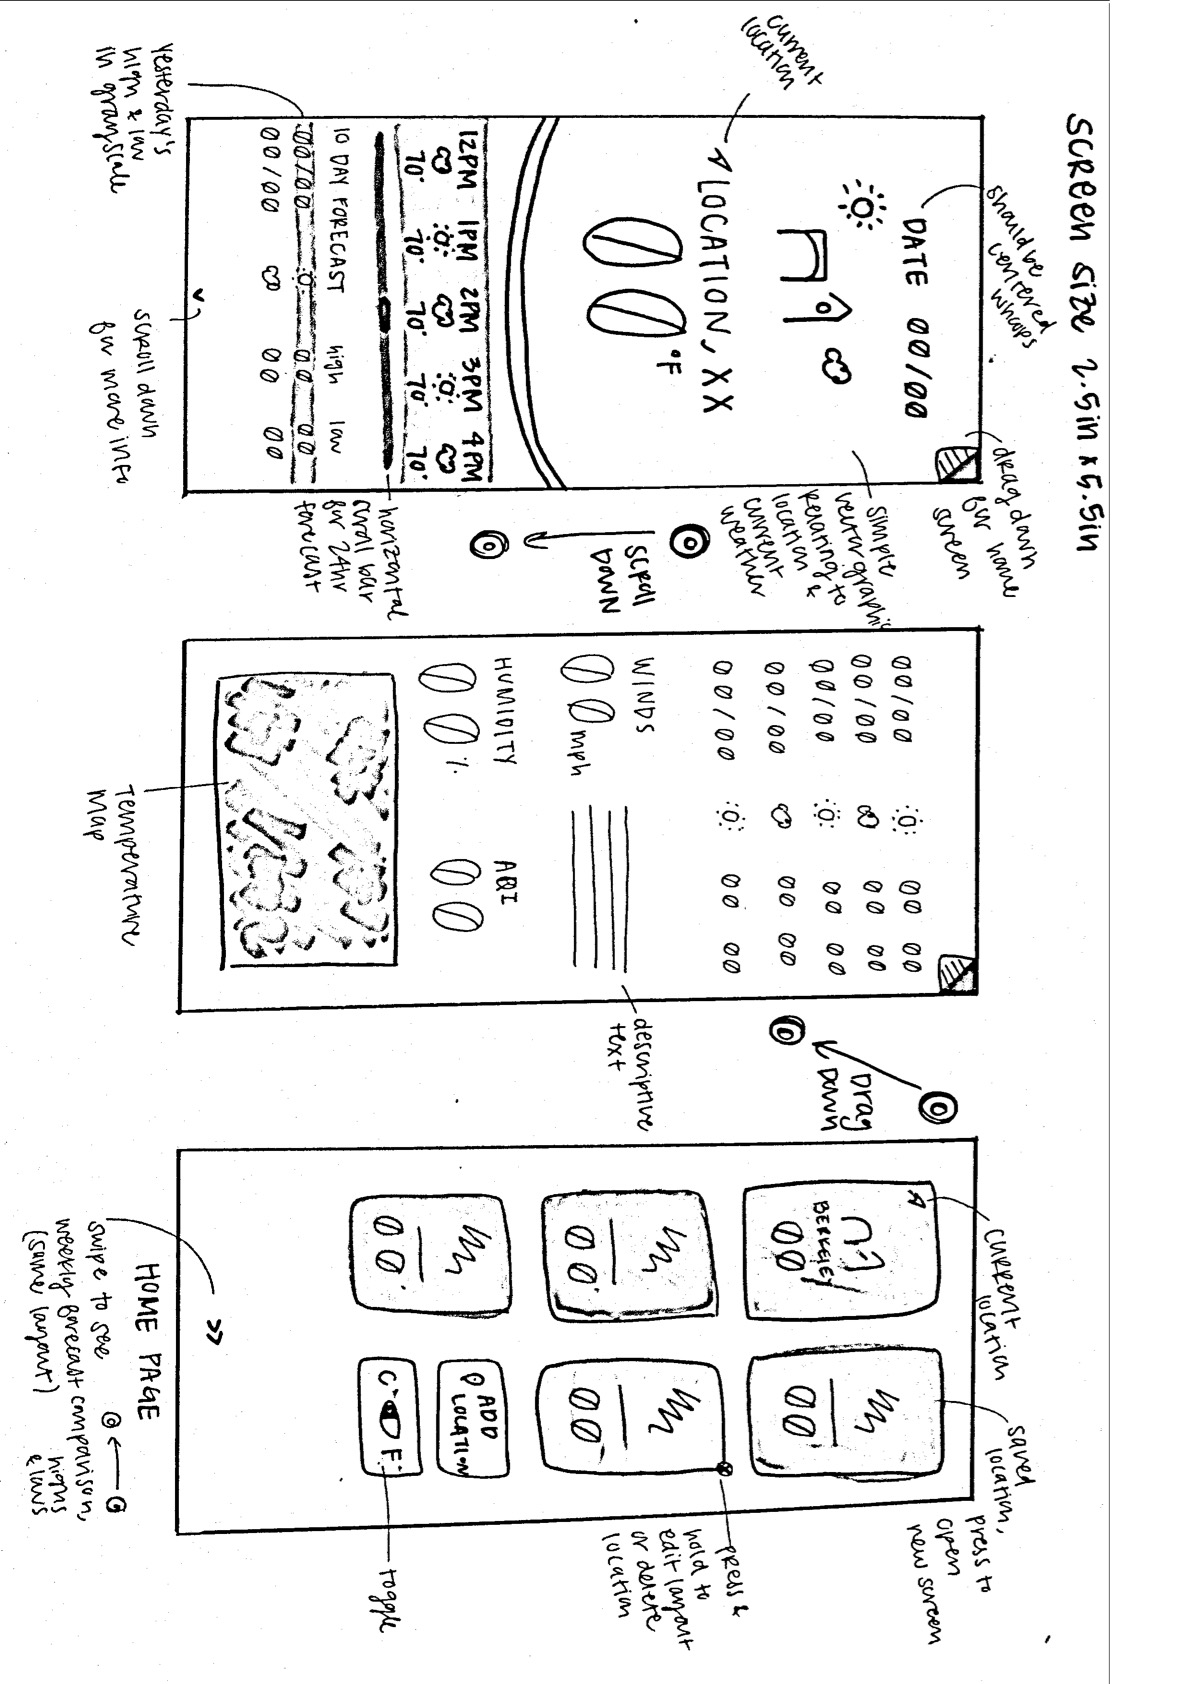 SCREEN SIZE 2.5in x 5.5in
current
location
should be
centered
whoops
drag down
for home
screen
DATE 00/00
LOCATION, XX
00 °F
simple
vector graphic
relating to
location &
current
weather
12PM 1PM 2PM 3PM 4PM
70° 70° 70° 70° 70°
horizontal
scroll bar
for 24hr
forecast
10 DAY FORECAST high low
00/00 00 00
00/00 00 00
yesterday's
high & low
in grayscale
scroll down
for more info
SCROLL
DOWN
00/00 00 00
00/00 00 00
00/00 00 00
00/00 00 00
00/00 00 00
WINDS
00 mph
descriptive
text
HUMIDITY AQI
00 % 00
temperature
map
Drag
Down
current
location
saved
location,
press to
open
new screen
BERKELEY
00
00
00°
00
00°
press &
hold to
edit layout
or delete
location
ADD
LOCATION
C° F°
toggle
>>
HOME PAGE
swipe to see
weekly forecast comparison,
(same layout)
highs
& lows